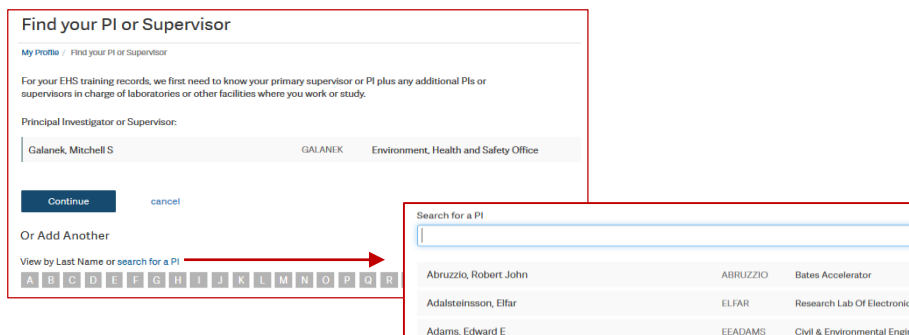 Find your PI or Supervisor
My Profile / Find your PI or Supervisor
For your EHS training records, we first need to know your primary supervisor or PI plus any additional PIs or
supervisors in charge of laboratories or other facilities where you work or study.
Principal Investigator or Supervisor:
Galanek, Mitchell S GALANEK Environment, Health and Safety Office
Continue cancel
Or Add Another
View by Last Name or search for a PI
A B C D E F G H I J K L M N O P Q R
Search for a PI
Abruzzio, Robert John ABRUZZIO Bates Accelerator
Adalsteinsson, Elfar ELFAR Research Lab Of Electronic
Adams, Edward E EEADAMS Civil & Environmental Engi